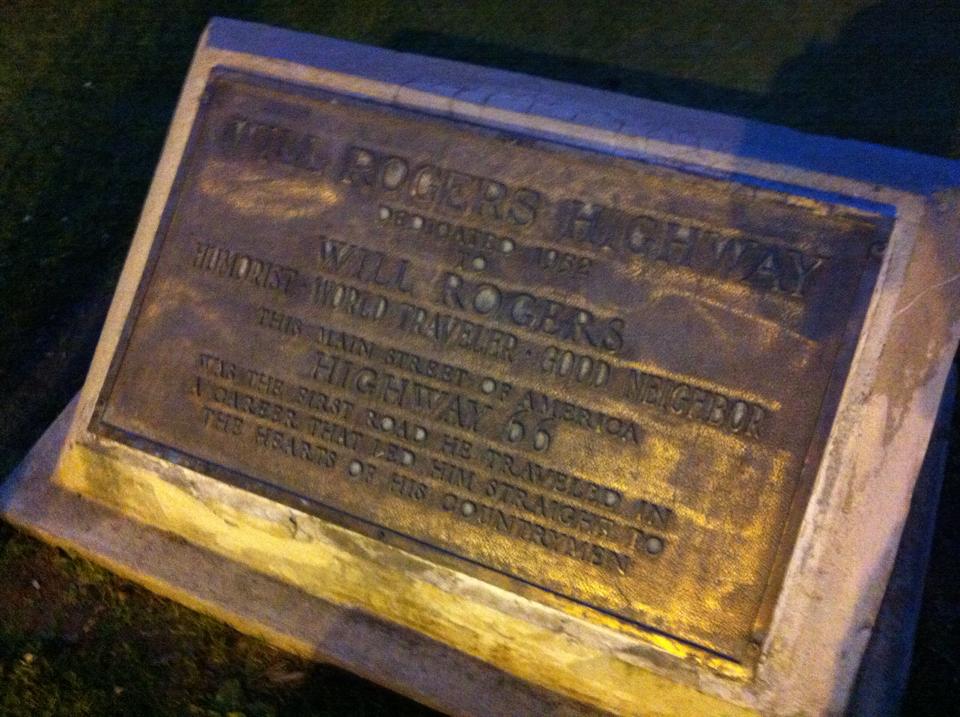 WILL ROGERS HIGHWAY
DEDICATED 1952
TO
WILL ROGERS
HUMORIST · WORLD TRAVELER · GOOD NEIGHBOR
THIS MAIN STREET OF AMERICA
HIGHWAY 66
WAS THE FIRST ROAD HE TRAVELED IN
A CAREER THAT LED HIM STRAIGHT TO
THE HEARTS OF HIS COUNTRYMEN